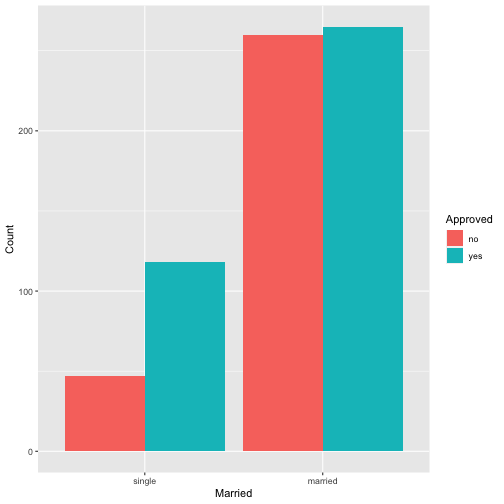 200
100
0
Count
single married
Married
Approved
no
yes